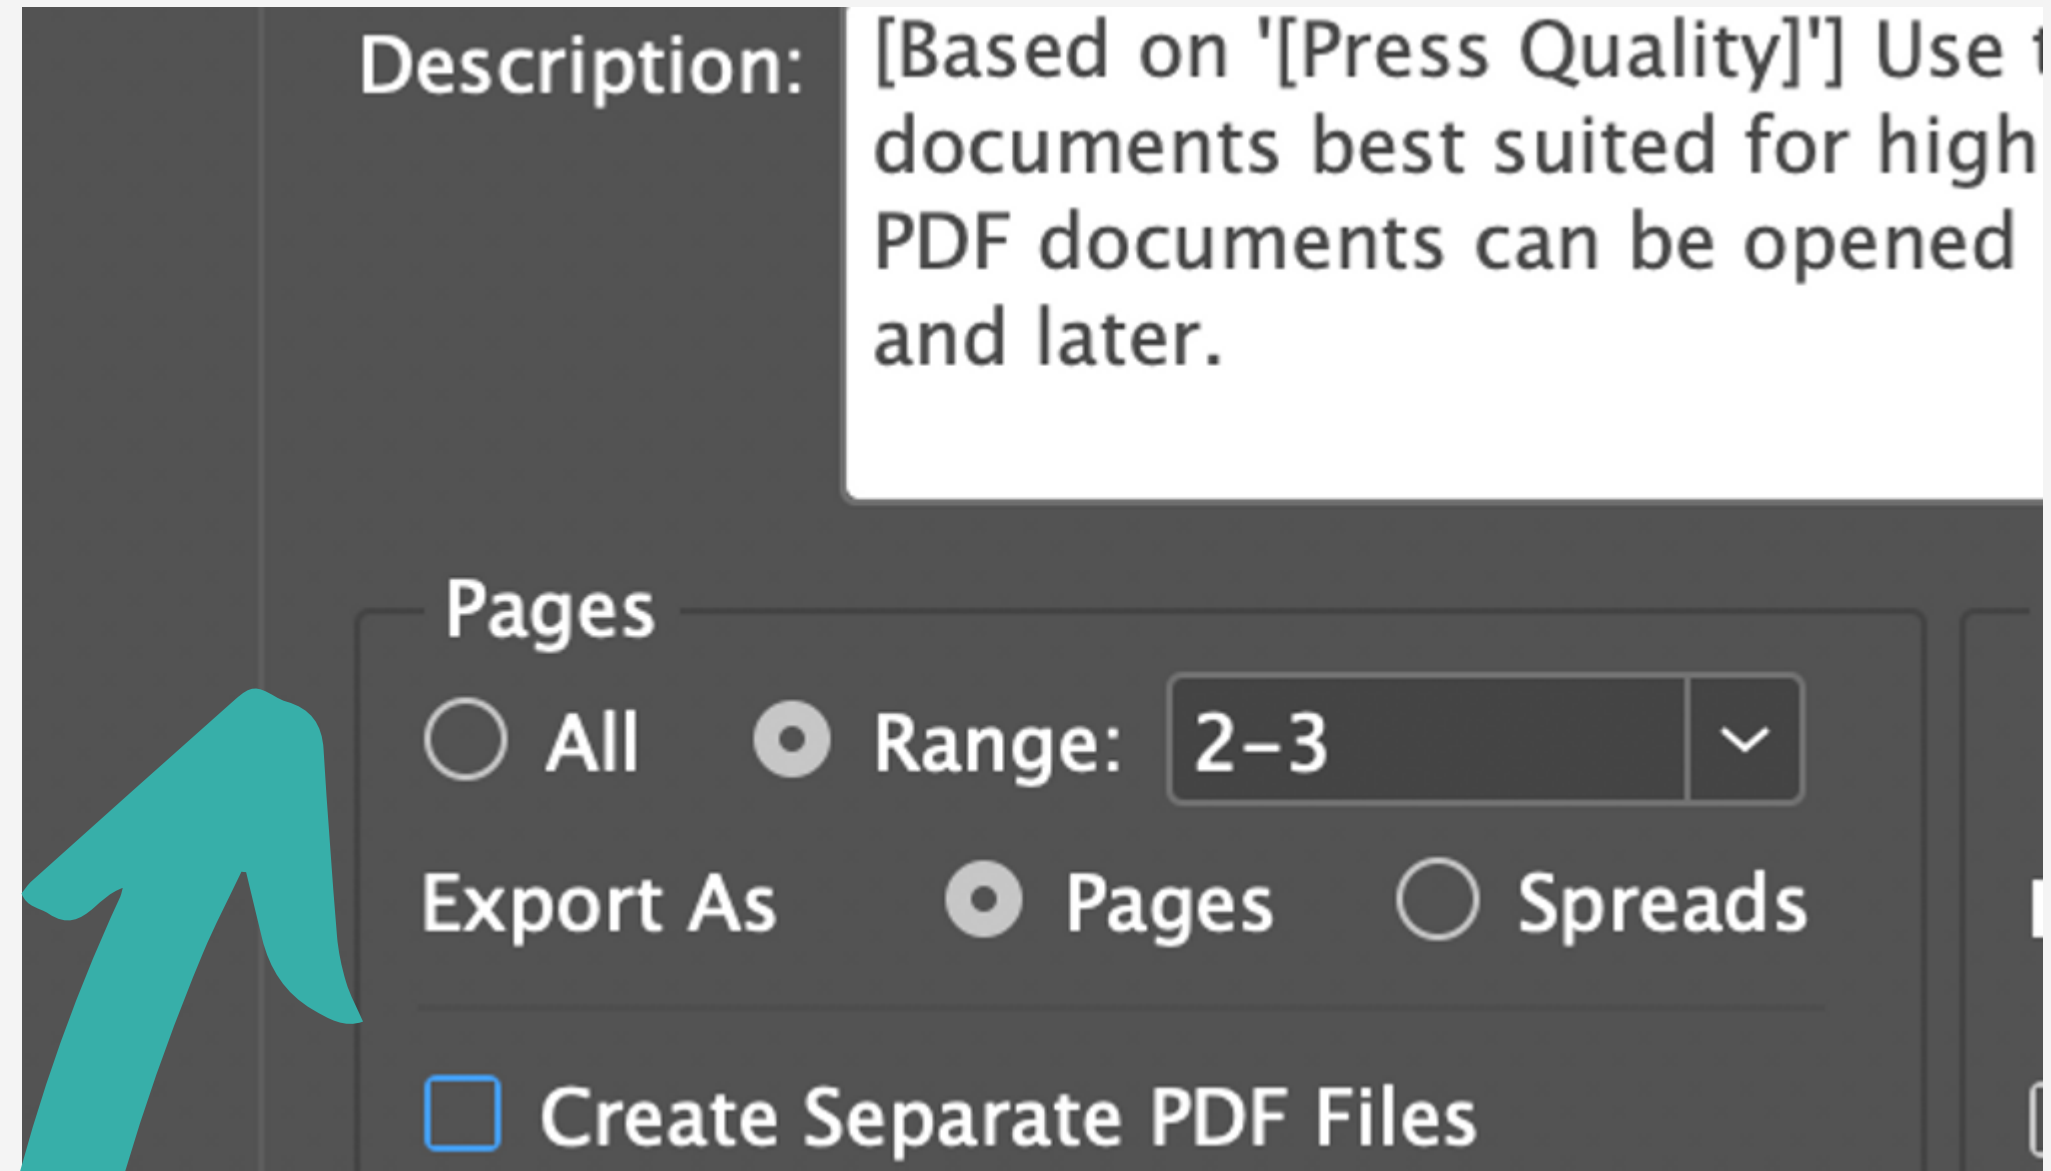 Description:
[Based on '[Press Quality]'] Use
documents best suited for high
PDF documents can be opened
and later.
Pages
All Range: 2–3
Export As Pages Spreads
Create Separate PDF Files